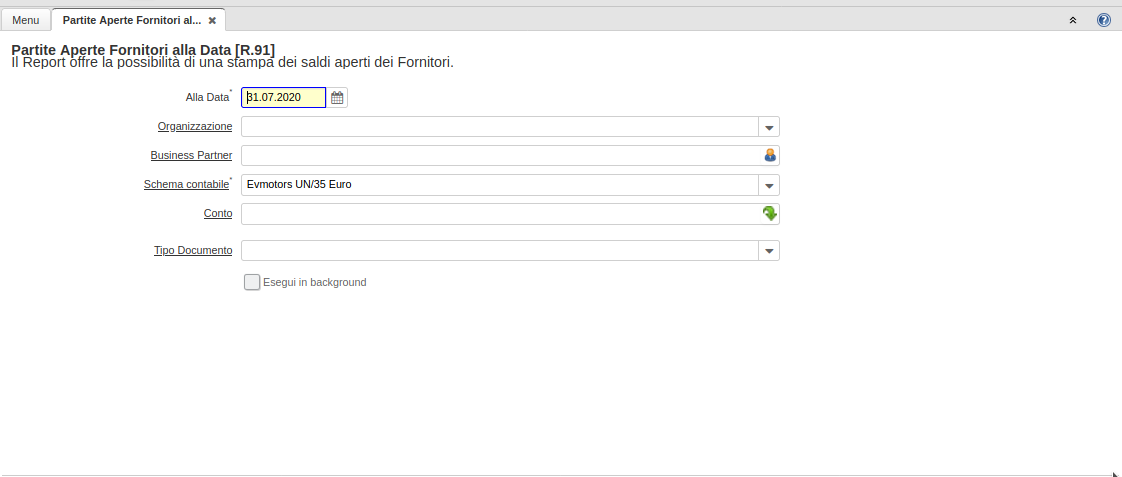 Menu
Partite Aperte Fornitori al...
Partite Aperte Fornitori alla Data [R.91]
Il Report offre la possibilità di una stampa dei saldi aperti dei Fornitori.
Alla Data* 31.07.2020
Organizzazione
Business Partner
Schema contabile* Evmotors UN/35 Euro
Conto
Tipo Documento
Esegui in background